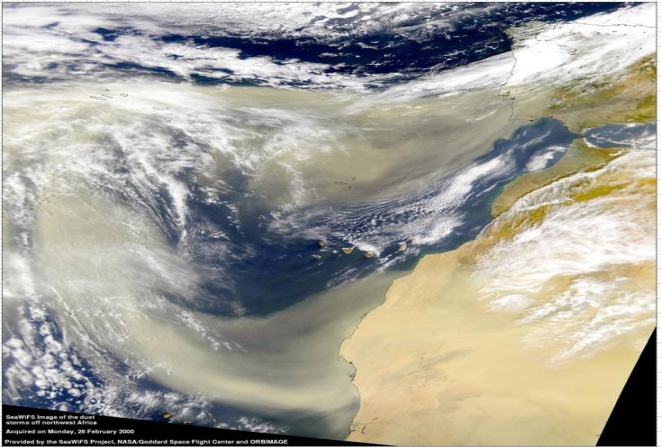 SeaWiFS Image of the dust
storms off northwest Africa
Acquired on Monday, 28 February 2000
Provided by the SeaWiFS Project, NASA/Goddard Space Flight Center and ORBIMAGE